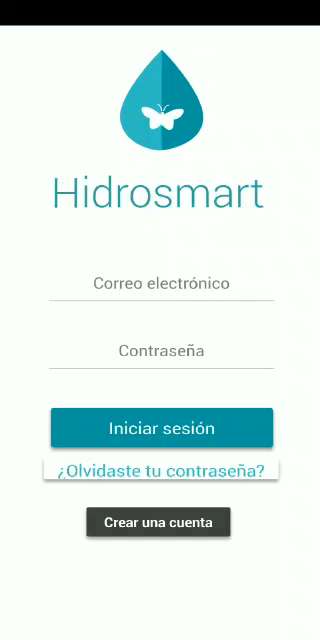 Hidrosmart
Correo electrónico
Contraseña
Iniciar sesión
¿Olvidaste tu contraseña?
Crear una cuenta